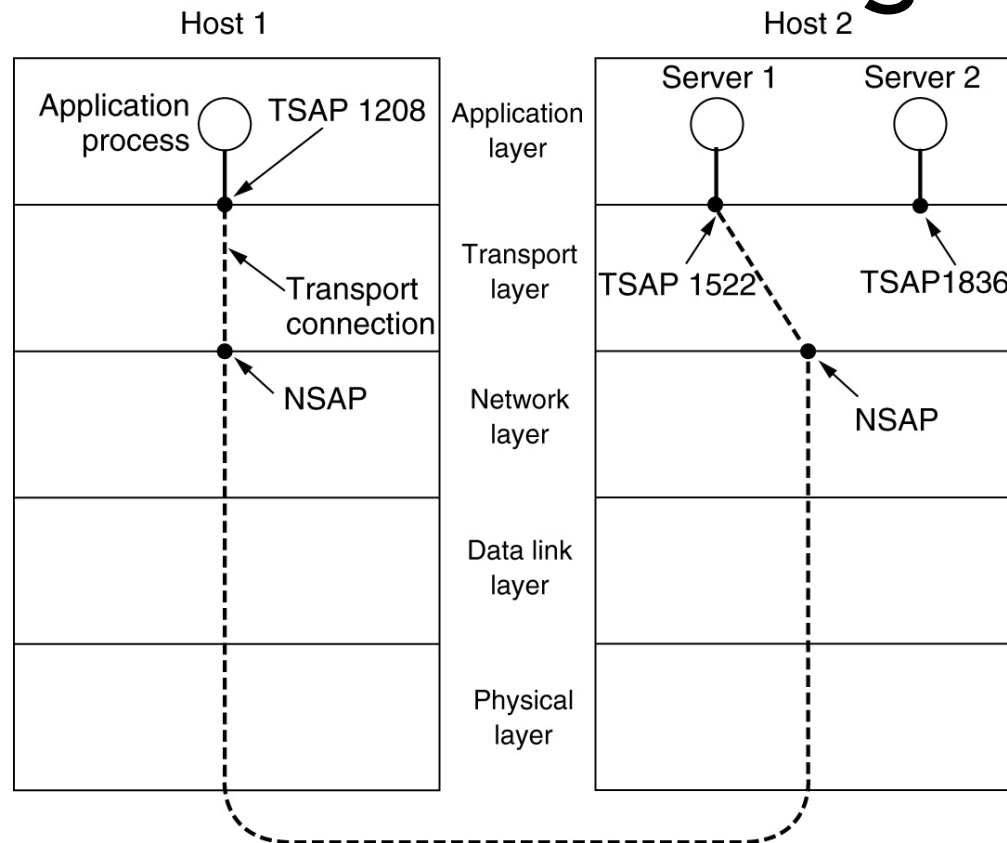 g
Host 1
Host 2
Application
process
TSAP 1208
Application
layer
Server 1
Server 2
Transport
layer
TSAP 1522
TSAP1836
Transport
connection
NSAP
Network
layer
NSAP
Data link
layer
Physical
layer